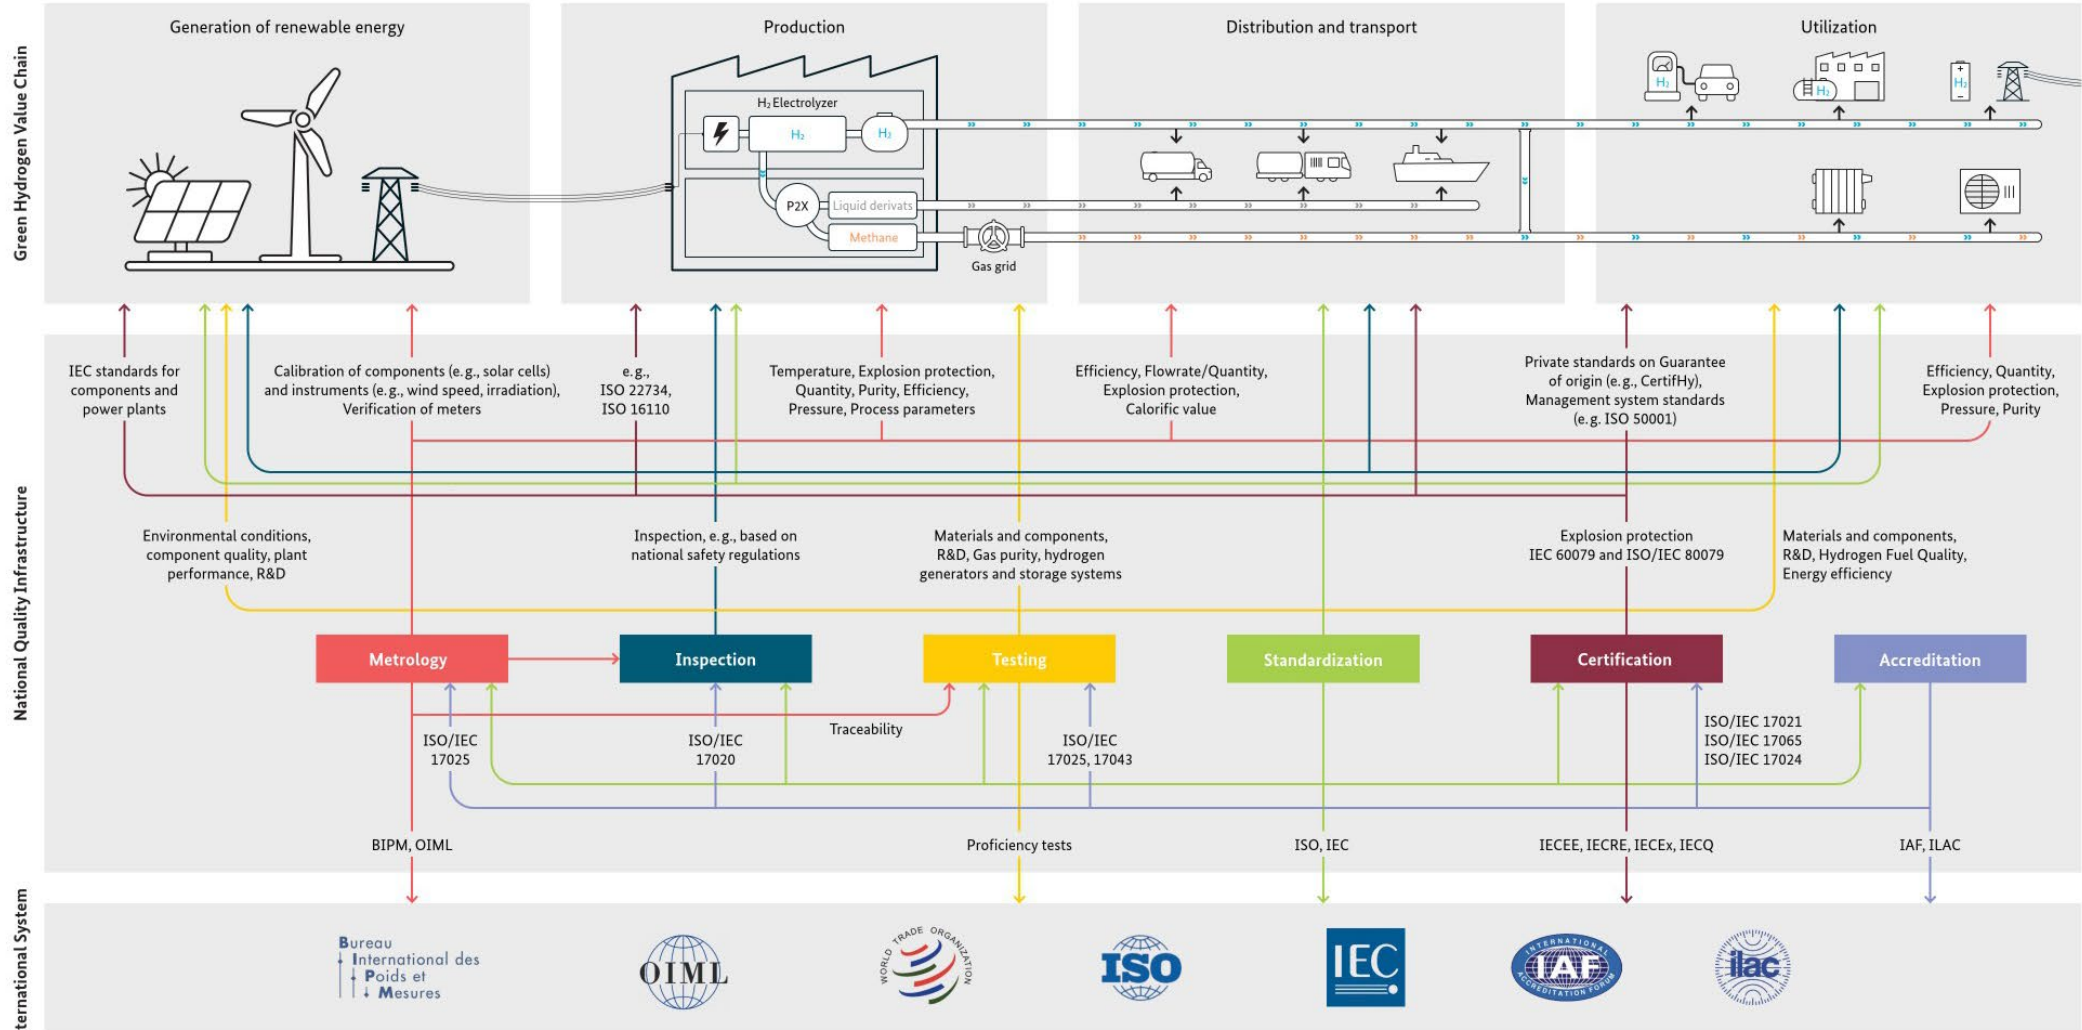 Green Hydrogen Value Chain
Generation of renewable energy
Production
Distribution and transport
Utilization
H₂ Electrolyzer
H₂
H₂
P2X
Liquid derivats
Methane
Gas grid
H₂
H₂
+
H₂
−
National Quality Infrastructure
IEC standards for
components and
power plants
Calibration of components (e.g., solar cells)
and instruments (e.g., wind speed, irradiation),
Verification of meters
e.g.,
ISO 22734,
ISO 16110
Temperature, Explosion protection,
Quantity, Purity, Efficiency,
Pressure, Process parameters
Efficiency, Flowrate/Quantity,
Explosion protection,
Calorific value
Private standards on Guarantee
of origin (e.g., CertifHy),
Management system standards
(e.g. ISO 50001)
Efficiency, Quantity,
Explosion protection,
Pressure, Purity
Environmental conditions,
component quality, plant
performance, R&D
Inspection, e.g., based on
national safety regulations
Materials and components,
R&D, Gas purity, hydrogen
generators and storage systems
Explosion protection
IEC 60079 and ISO/IEC 80079
Materials and components,
R&D, Hydrogen Fuel Quality,
Energy efficiency
Metrology
Inspection
Testing
Standardization
Certification
Accreditation
Traceability
ISO/IEC
17025
ISO/IEC
17020
ISO/IEC
17025, 17043
ISO/IEC 17021
ISO/IEC 17065
ISO/IEC 17024
BIPM, OIML
Proficiency tests
ISO, IEC
IECEE, IECRE, IECEx, IECQ
IAF, ILAC
ternational System
Bureau
International des
Poids et
Mesures
OIML
WORLD TRADE ORGANIZATION
ISO
IEC
INTERNATIONAL
IAF
ACCREDITATION FORUM
ilac